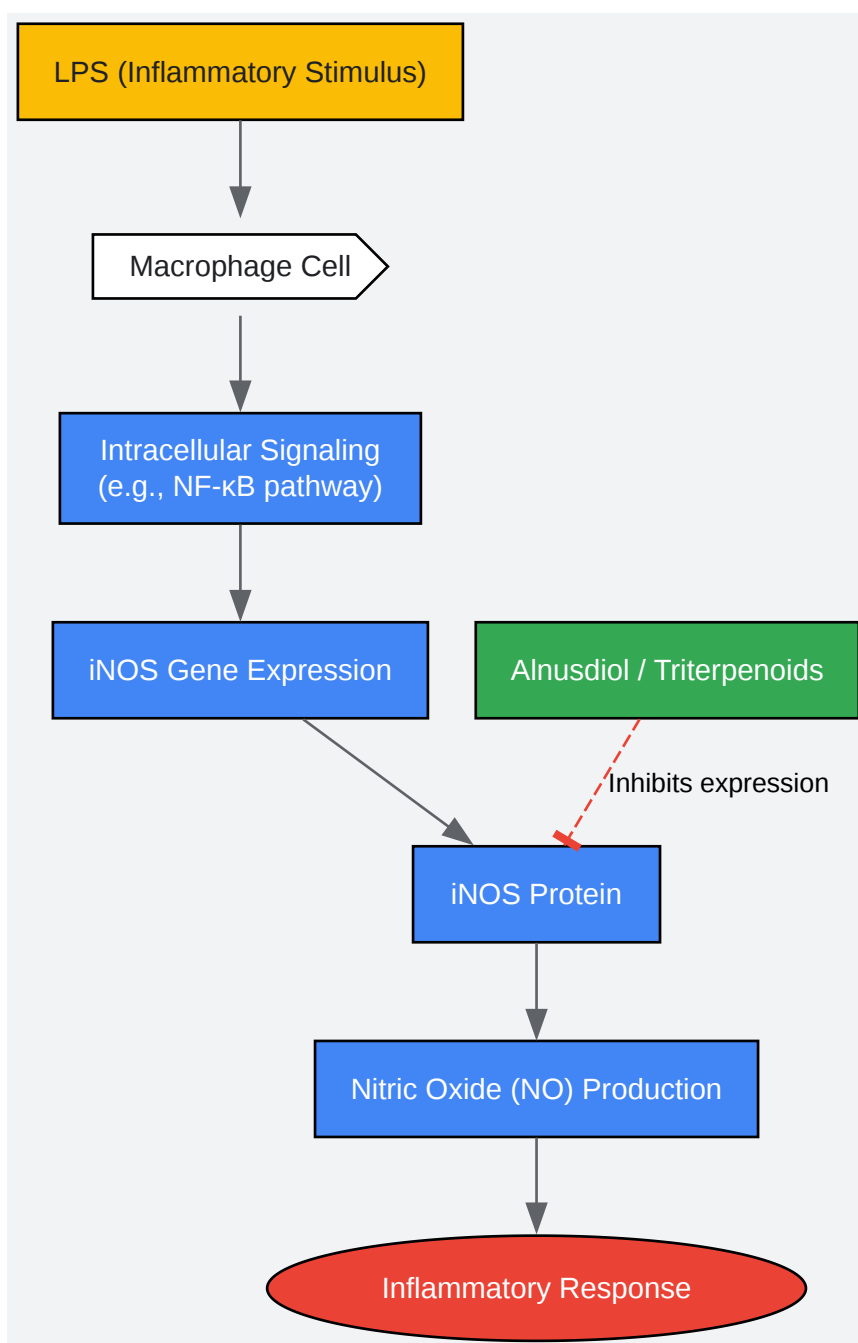 LPS (Inflammatory Stimulus)
Macrophage Cell
Intracellular Signaling
(e.g., NF-κB pathway)
iNOS Gene Expression
Alnusdiol / Triterpenoids
Inhibits expression
iNOS Protein
Nitric Oxide (NO) Production
Inflammatory Response